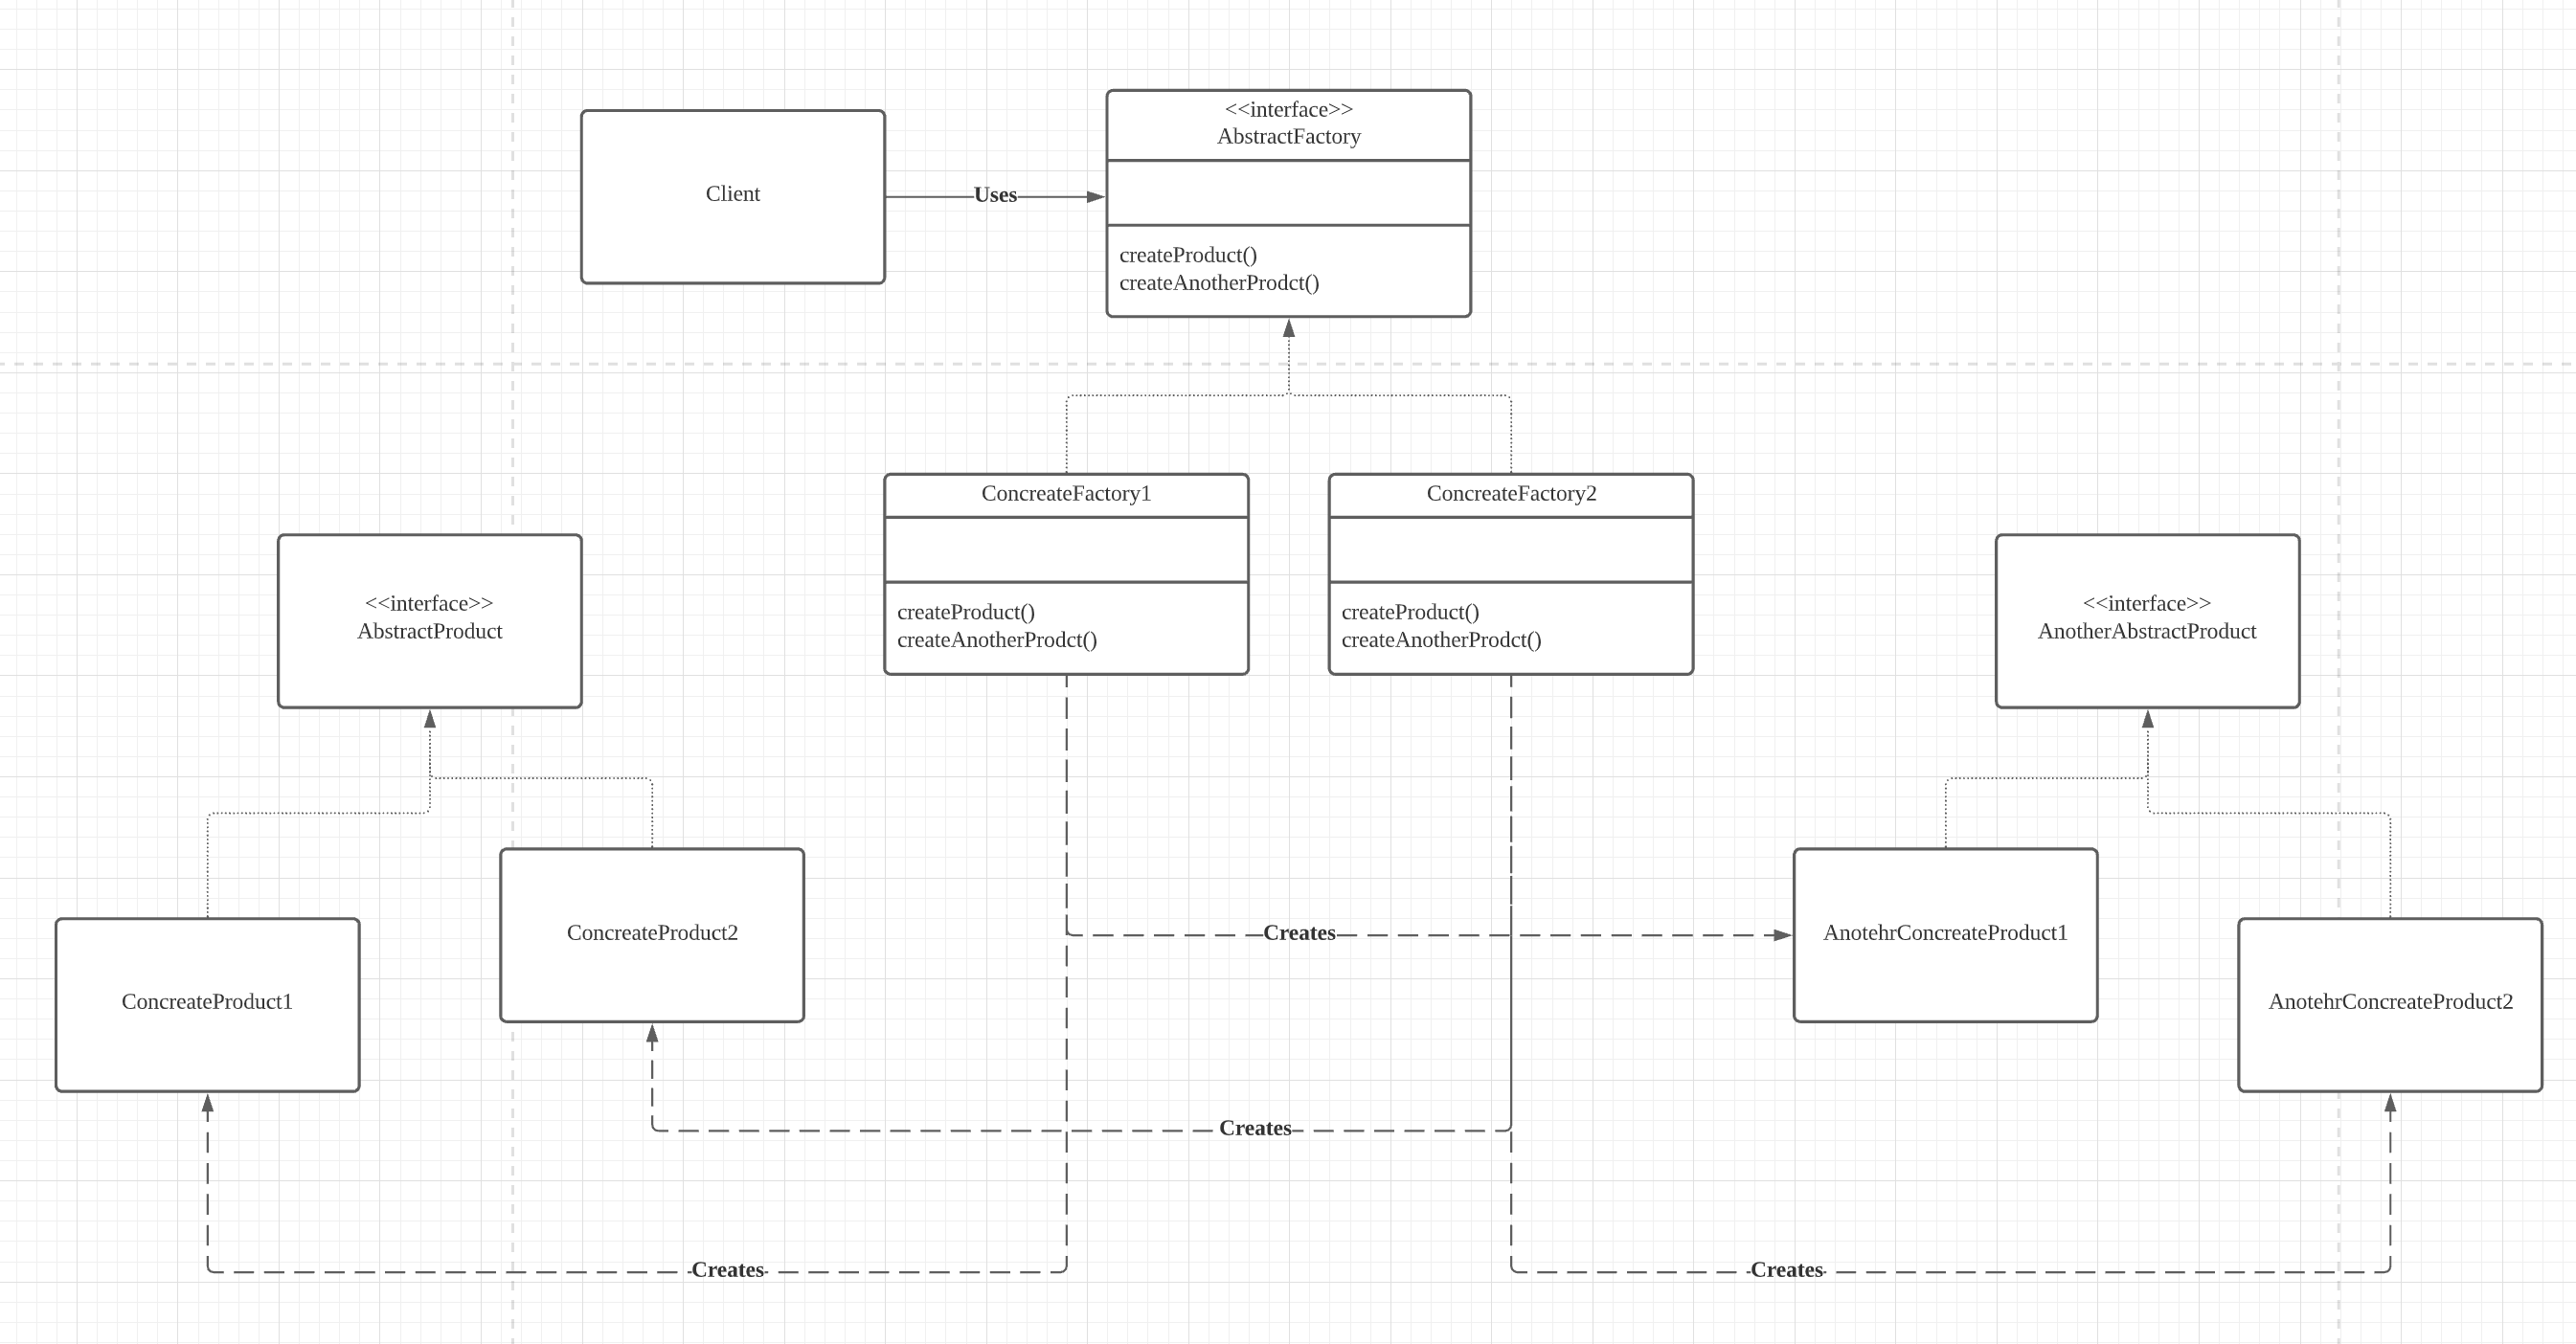 <<interface>>
AbstractFactory
Client
Uses
createProduct()
createAnotherProdct()
ConcreateFactory1
createProduct()
createAnotherProdct()
ConcreateFactory2
createProduct()
createAnotherProdct()
<<interface>>
AbstractProduct
<<interface>>
AnotherAbstractProduct
ConcreateProduct1
ConcreateProduct2
Creates
AnotehrConcreateProduct1
AnotehrConcreateProduct2
Creates
Creates
Creates